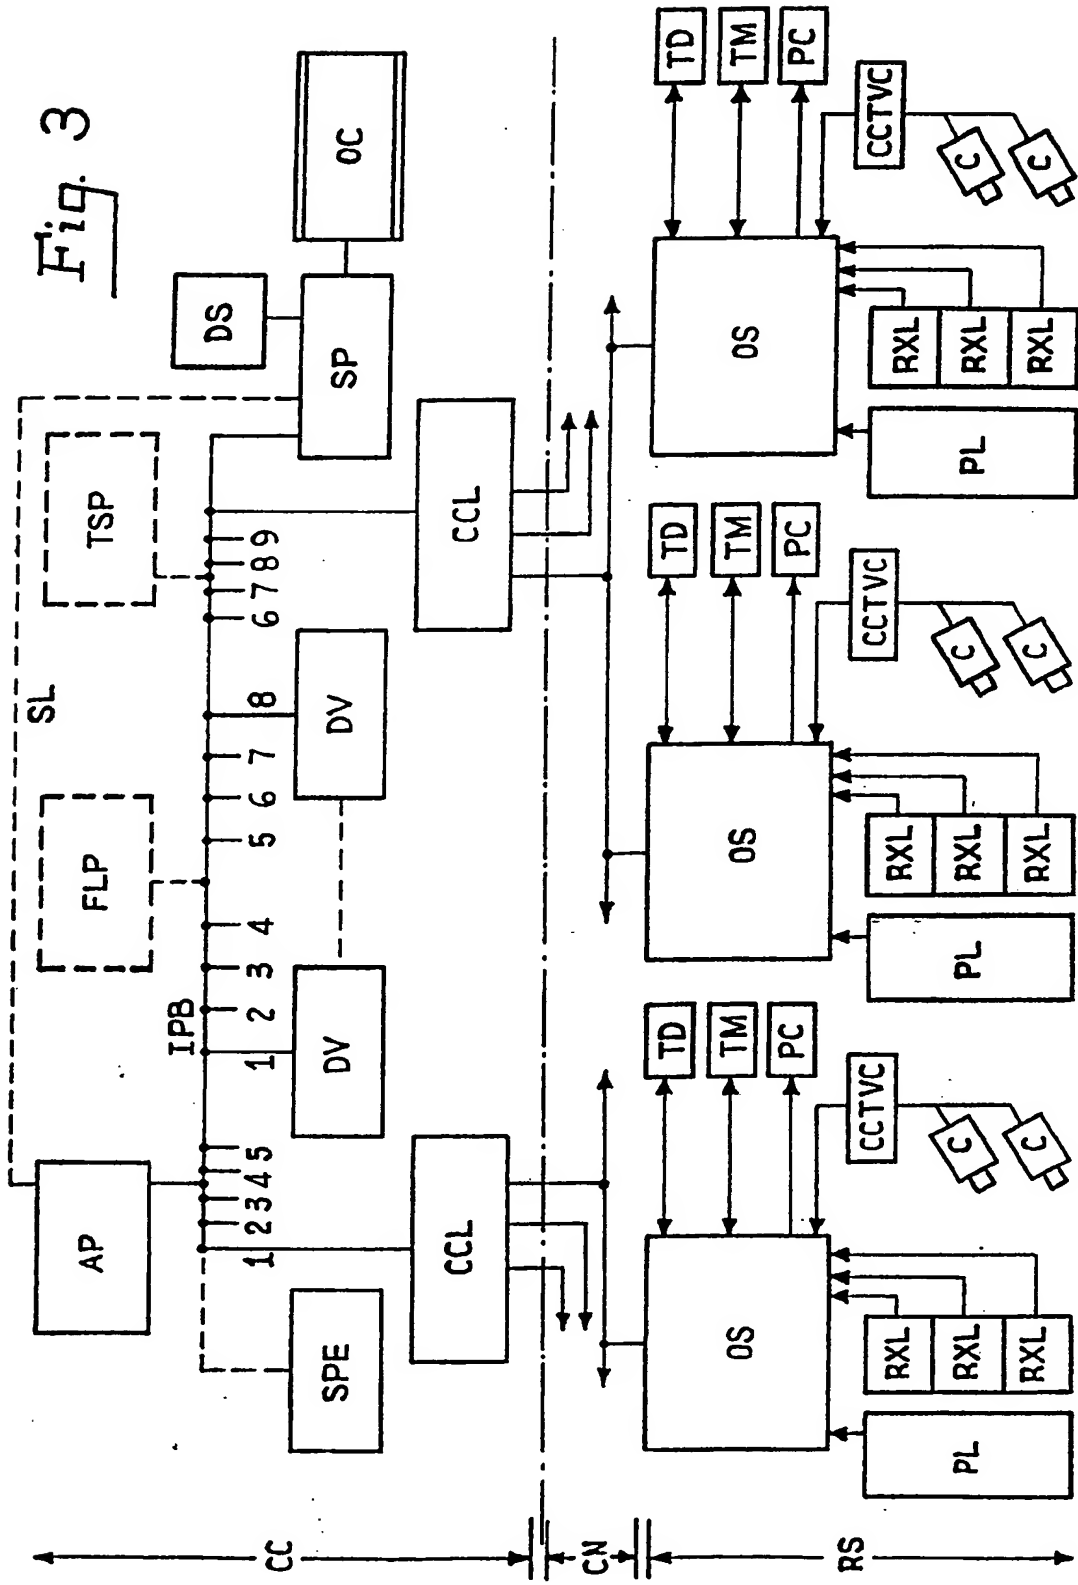 Fig. 3
SL
AP
FLP
TSP
DS
IPB
SP
OC
1 2 3 4 5
1 2 3 4 5 6 7 8
6 7 8 9
SPE
DV
DV
CCL
CCL
CC
CN
RS
OS
TD
TM
PC
CCTVC
C
C
PL
RXL
RXL
RXL
OS
TD
TM
PC
CCTVC
C
C
PL
RXL
RXL
RXL
OS
TD
TM
PC
CCTVC
C
C
PL
RXL
RXL
RXL